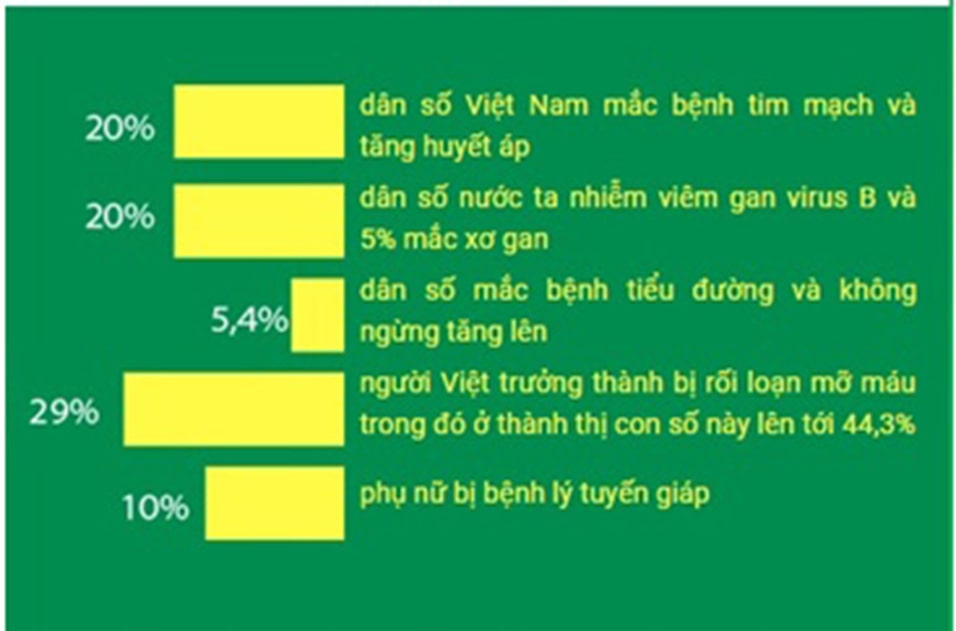 20%
dân số Việt Nam mắc bệnh tim mạch và
tăng huyết áp
20%
dân số nước ta nhiễm viêm gan virus B và
5% mắc xơ gan
5,4%
dân số mắc bệnh tiểu đường và không
ngừng tăng lên
29%
người Việt trưởng thành bị rối loạn mỡ máu
trong đó ở thành thị con số này lên tới 44,3%
10%
phụ nữ bị bệnh lý tuyến giáp